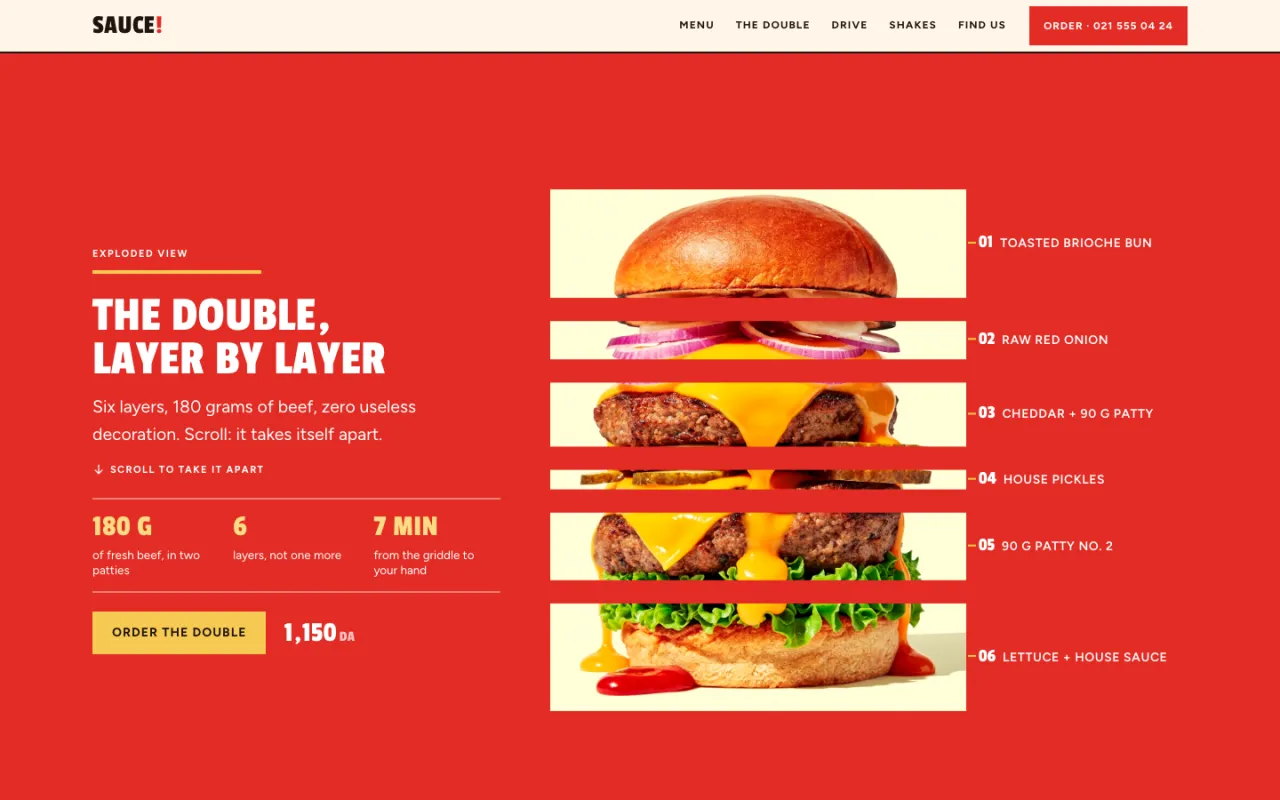 SAUCE!
MENU
THE DOUBLE
DRIVE
SHAKES
FIND US
ORDER · 021 555 04 24
EXPLODED VIEW
THE DOUBLE,
LAYER BY LAYER
Six layers, 180 grams of beef, zero useless
decoration. Scroll: it takes itself apart.
↓ SCROLL TO TAKE IT APART
180 G
of fresh beef, in two
patties
6
layers, not one more
7 MIN
from the griddle to
your hand
ORDER THE DOUBLE
1,150 DA
01 TOASTED BRIOCHE BUN
02 RAW RED ONION
03 CHEDDAR + 90 G PATTY
04 HOUSE PICKLES
05 90 G PATTY NO. 2
06 LETTUCE + HOUSE SAUCE